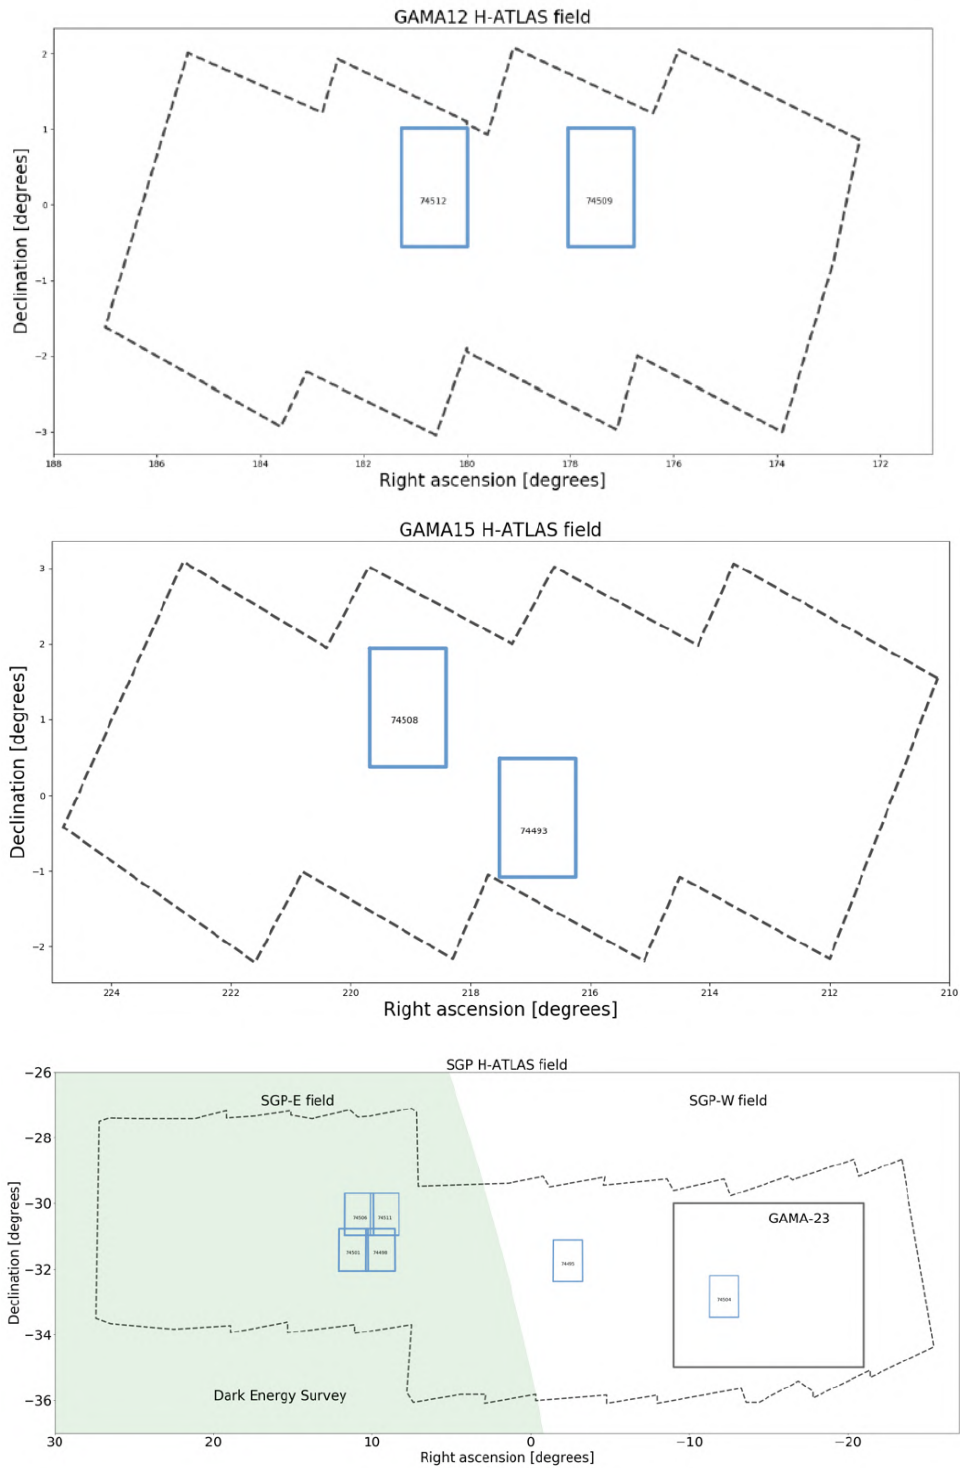 GAMA12 H-ATLAS field
2
1
0
−1
−2
−3
Declination [degrees]
74512
74509
188 186 184 182 180 178 176 174 172
Right ascension [degrees]
GAMA15 H-ATLAS field
3
2
1
0
−1
−2
Declination [degrees]
74508
74493
224 222 220 218 216 214 212 210
Right ascension [degrees]
SGP H-ATLAS field
−26
−28
−30
−32
−34
−36
Declination [degrees]
SGP-E field
SGP-W field
GAMA-23
74511
74501
74495
74504
Dark Energy Survey
30 20 10 0 −10 −20
Right ascension [degrees]